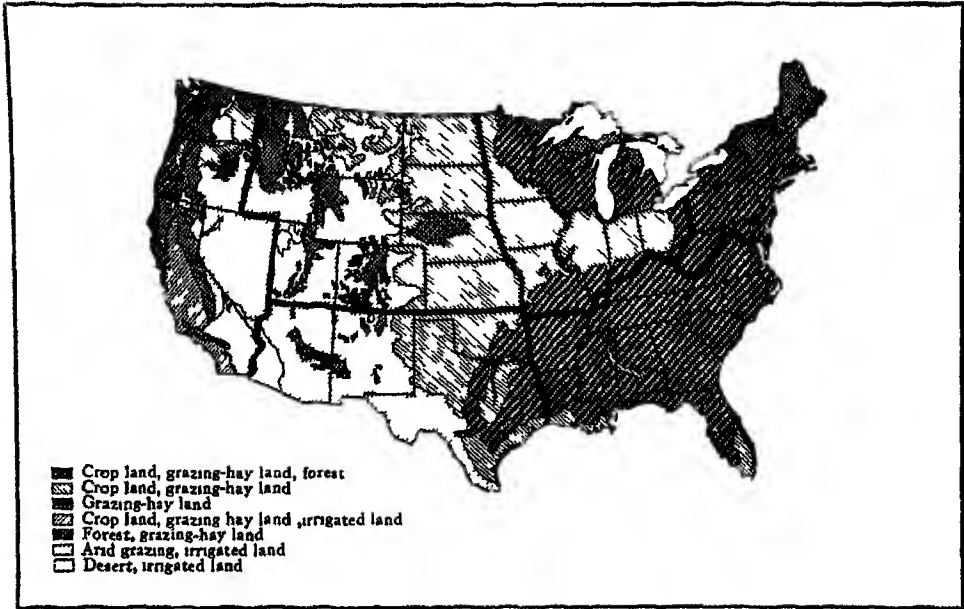 Crop land, grazing-hay land, forest
Crop land, grazing-hay land
Grazing-hay land
Crop land, grazing hay land ,irrigated land
Forest, grazing-hay land
Arid grazing, irrigated land
Desert, irrigated land